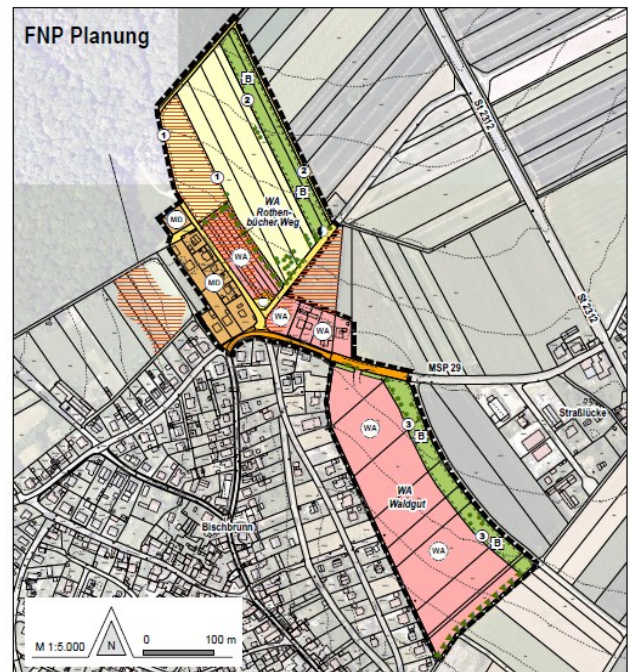 FNP Planung
B
2
St 2312
1
1
2
B
WA
Rothen-
bücher Weg
MD
WA
MD
WA
WA
St 2312
MSP 29
Straßlücke
WA
3
B
WA
Waldgut
Bischbrunn
WA
3
B
M 1:5.000
N
0 100 m